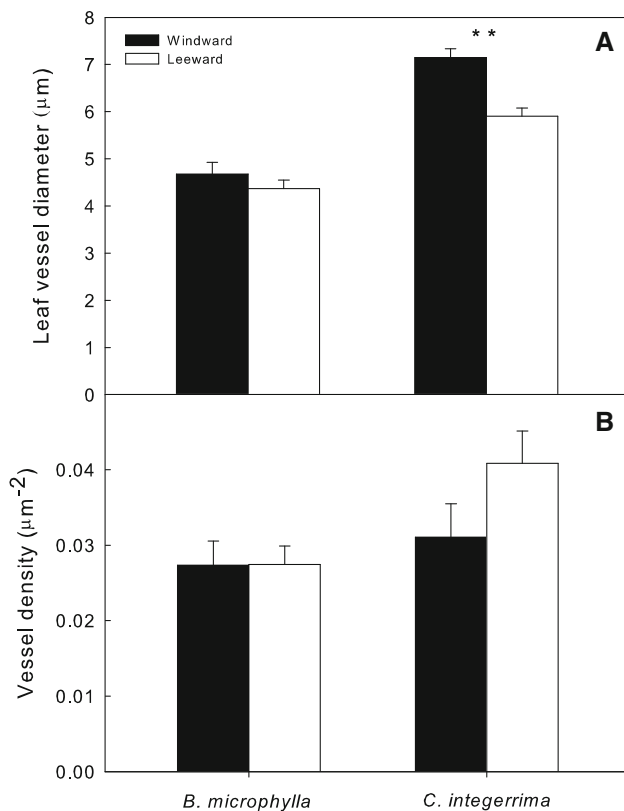 8
7
6
5
4
3
2
1
0
Leaf vessel diameter (μm)
Windward
Leeward
* *
A
0.04
0.03
0.02
0.01
0.00
Vessel density (μm⁻²)
B
B. microphylla
C. integerrima